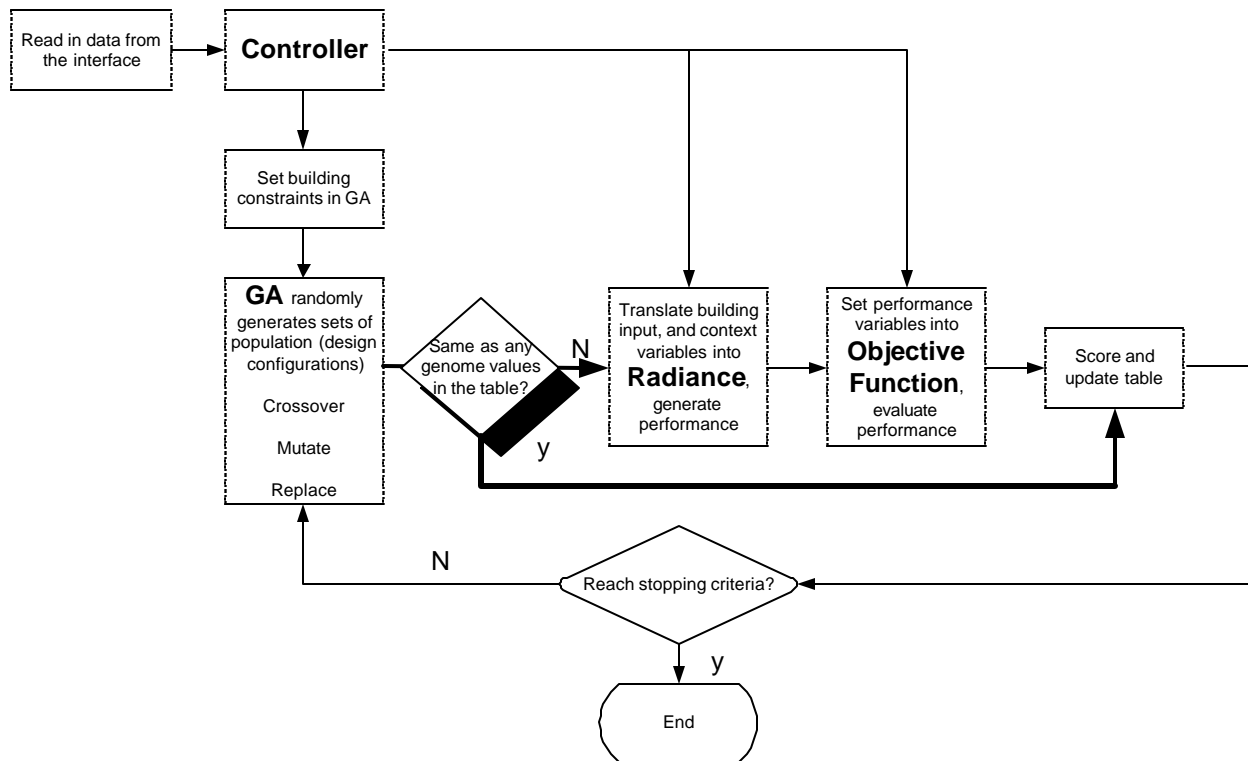 Read in data from
the interface
Controller
Set building
constraints in GA
GA randomly
generates sets of
population (design
configurations)
Crossover
Mutate
Replace
Same as any
genome values
in the table?
N
y
Translate building
input, and context
variables into
Radiance,
generate
performance
Set performance
variables into
Objective
Function,
evaluate
performance
Score and
update table
Reach stopping criteria?
N
y
End